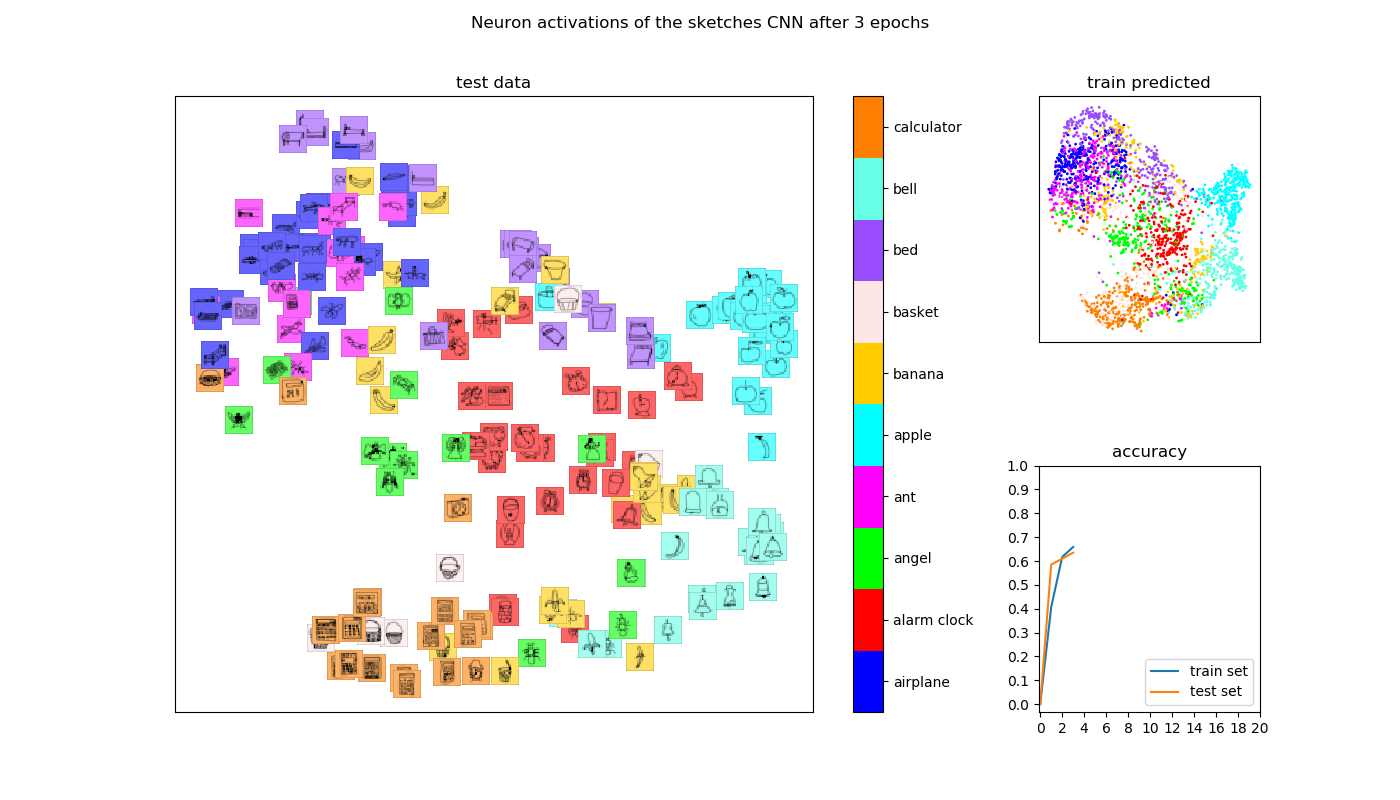 Neuron activations of the sketches CNN after 3 epochs
test data
calculator
bell
bed
basket
banana
apple
ant
angel
alarm clock
airplane
train predicted
accuracy
1.0
0.9
0.8
0.7
0.6
0.5
0.4
0.3
0.2
0.1
0.0
train set
test set
0 2 4 6 8 10 12 14 16 18 20